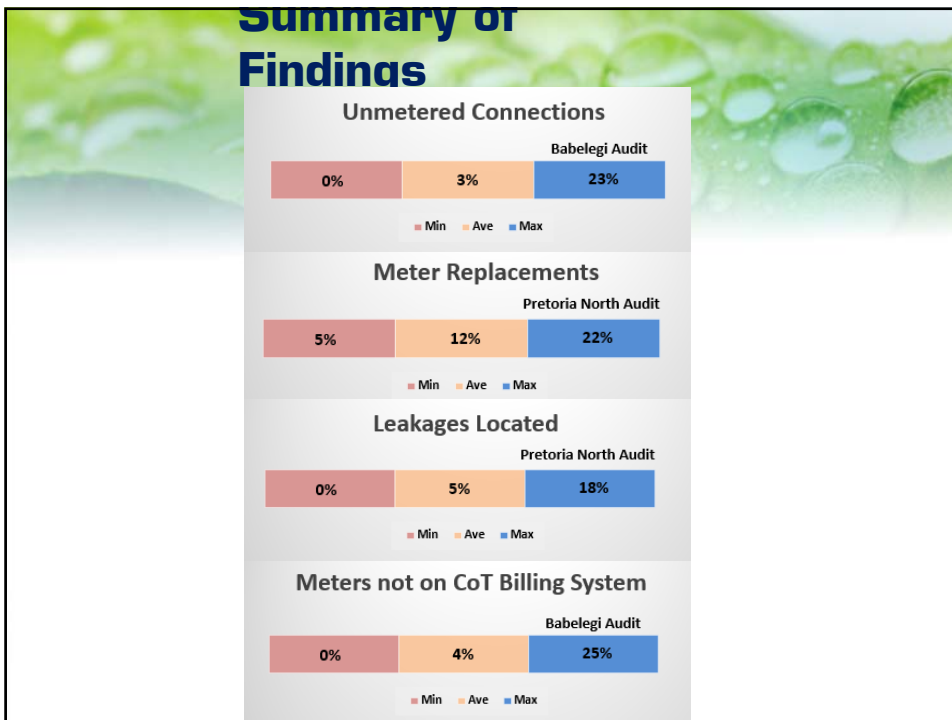 Summary of
Findings
Unmetered Connections
Babelegi Audit
0% 3% 23%
Min Ave Max
Meter Replacements
Pretoria North Audit
5% 12% 22%
Min Ave Max
Leakages Located
Pretoria North Audit
0% 5% 18%
Min Ave Max
Meters not on CoT Billing System
Babelegi Audit
0% 4% 25%
Min Ave Max